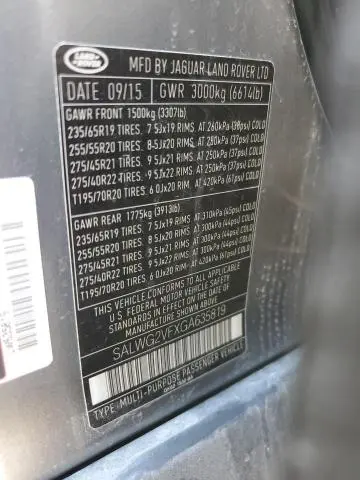 LAND ROVER
MFD BY JAGUAR LAND ROVER LTD
DATE 09/15 GWR 3000kg (6614lb)
GAWR FRONT 1500kg (3307lb)
235/65R19 TIRES. 7.5Jx19 RIMS. AT 260kPa (38psi) COLD
255/55R20 TIRES. 8.5Jx20 RIMS. AT 280kPa COLD
275/45R21 TIRES. 9.5Jx21 RIMS. AT 250kPa (37psi) COLD
275/40R22 TIRES. 9.5Jx22 RIMS. AT 250kPa (37psi) COLD
T195/70R20 TIRES. 6.0Jx20 RIM. AT 420kPa (61psi) COLD
GAWR REAR 1775kg (3913lb)
235/65R19 TIRES. 7.5Jx19 RIMS. AT 310kPa (45psi) COLD
255/55R20 TIRES. 8.5Jx20 RIMS. AT 300kPa (44psi) COLD
275/45R21 TIRES. 9.5Jx21 RIMS. AT 300kPa (44psi) COLD
275/40R22 TIRES. 9.5Jx22 RIMS. AT 300kPa (44psi) COLD
T195/70R20 TIRES. 6.0Jx20 RIM. AT 420kPa (61psi) COLD
THIS VEHICLE CONFORMS TO ALL APPLICABLE
U.S. FEDERAL MOTOR VEHICLE SAFETY
STANDARDS IN EFFECT ON THE DATE OF
MANUFACTURE SHOWN ABOVE.
SALWG2VFXGA635819
TYPE: MULTI-PURPOSE PASSENGER VEHICLE